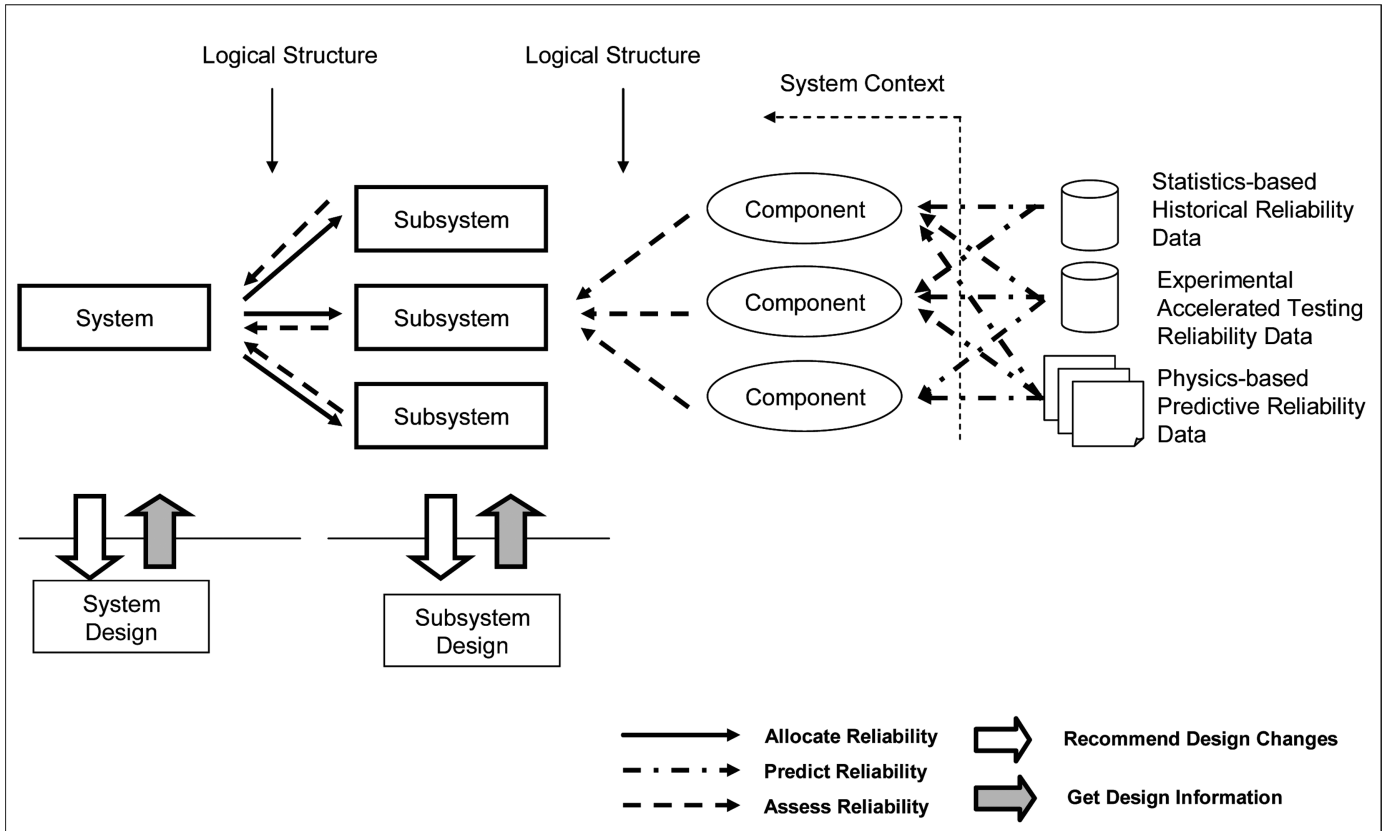 Logical Structure
Logical Structure
System Context
Subsystem
Component
Statistics-based
Historical Reliability
Data
System
Subsystem
Component
Experimental
Accelerated Testing
Reliability Data
Subsystem
Component
Physics-based
Predictive Reliability
Data
System
Design
Subsystem
Design
Allocate Reliability
Recommend Design Changes
Predict Reliability
Assess Reliability
Get Design Information